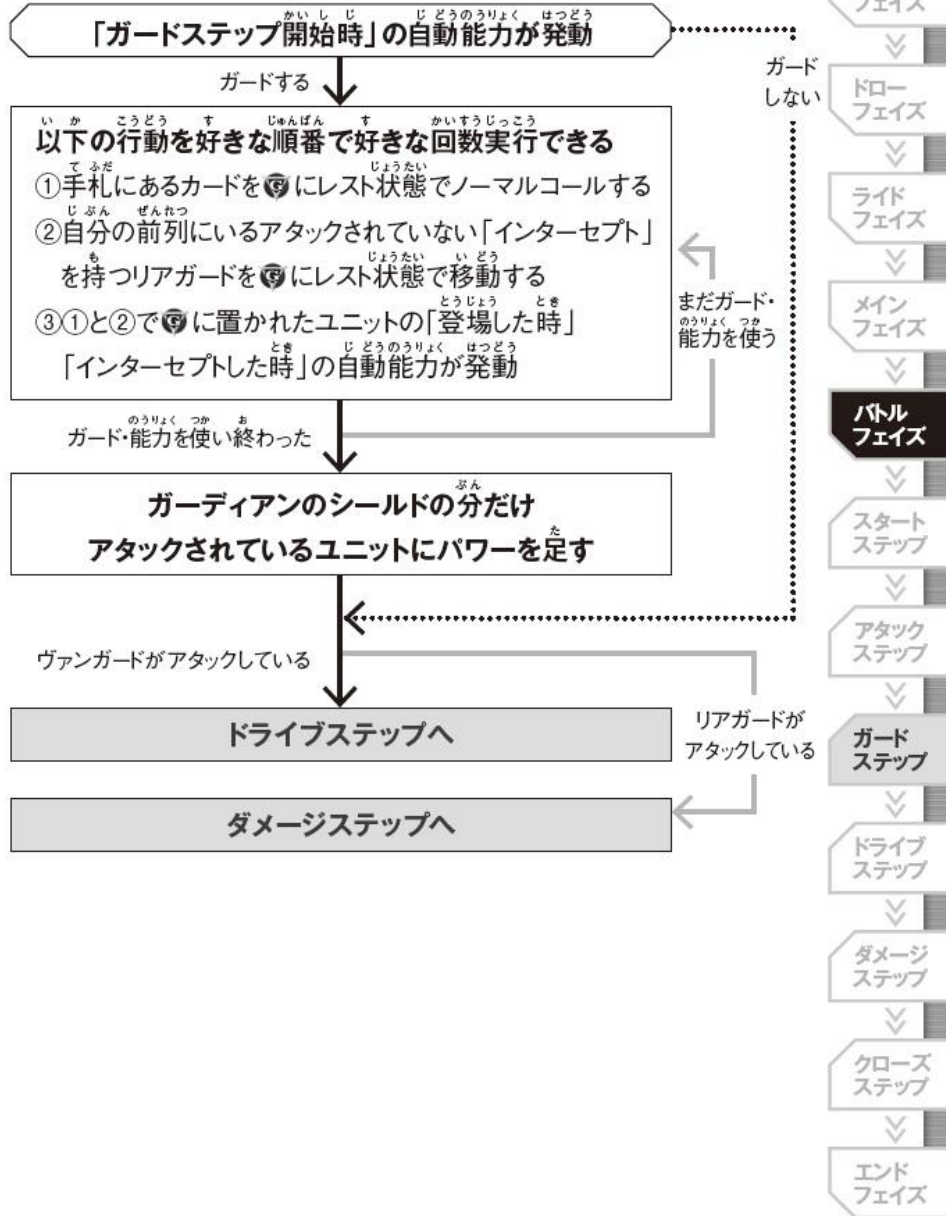 「ガードステップ開始時」の自動能力が発動
ガードする
ガード
しない
以下の行動を好きな順番で好きな回数実行できる
①手札にあるカードをGにレスト状態でノーマルコールする
②自分の前列にいるアタックされていない「インターセプト」
を持つリアガードをGにレスト状態で移動する
③①と②でGに置かれたユニットの「登場した時」
「インターセプトした時」の自動能力が発動
まだガード・
能力を使う
ガード・能力を使い終わった
ガーディアンのシールドの分だけ
アタックされているユニットにパワーを足す
ヴァンガードがアタックしている
リアガードが
アタックしている
ドライブステップへ
ダメージステップへ
フェイズ
ドロー
フェイズ
ライド
フェイズ
メイン
フェイズ
バトル
フェイズ
スタート
ステップ
アタック
ステップ
ガード
ステップ
ドライブ
ステップ
ダメージ
ステップ
クローズ
ステップ
エンド
フェイズ